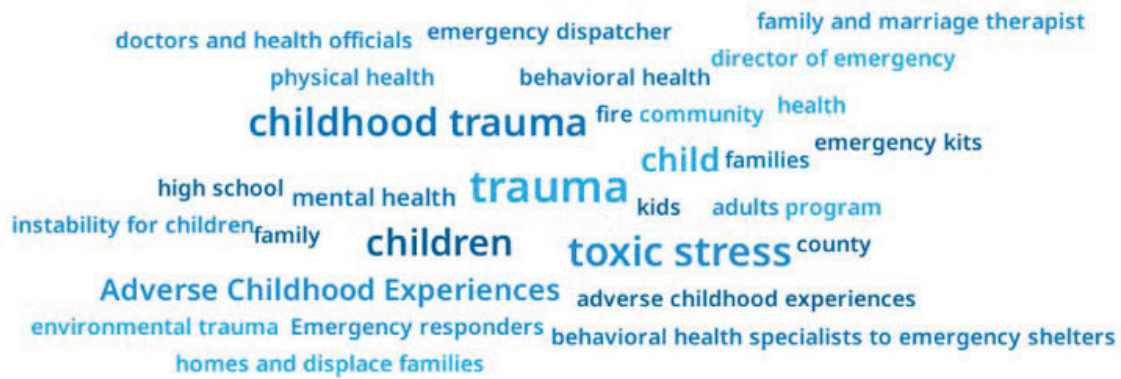 family and marriage therapist
doctors and health officials
emergency dispatcher
director of emergency
physical health
behavioral health
childhood trauma
fire
community
health
emergency kits
child
families
high school
mental health
trauma
kids
adults
program
instability for children
family
children
toxic stress
county
Adverse Childhood Experiences
adverse childhood experiences
environmental trauma
Emergency responders
behavioral health specialists to emergency shelters
homes and displace families